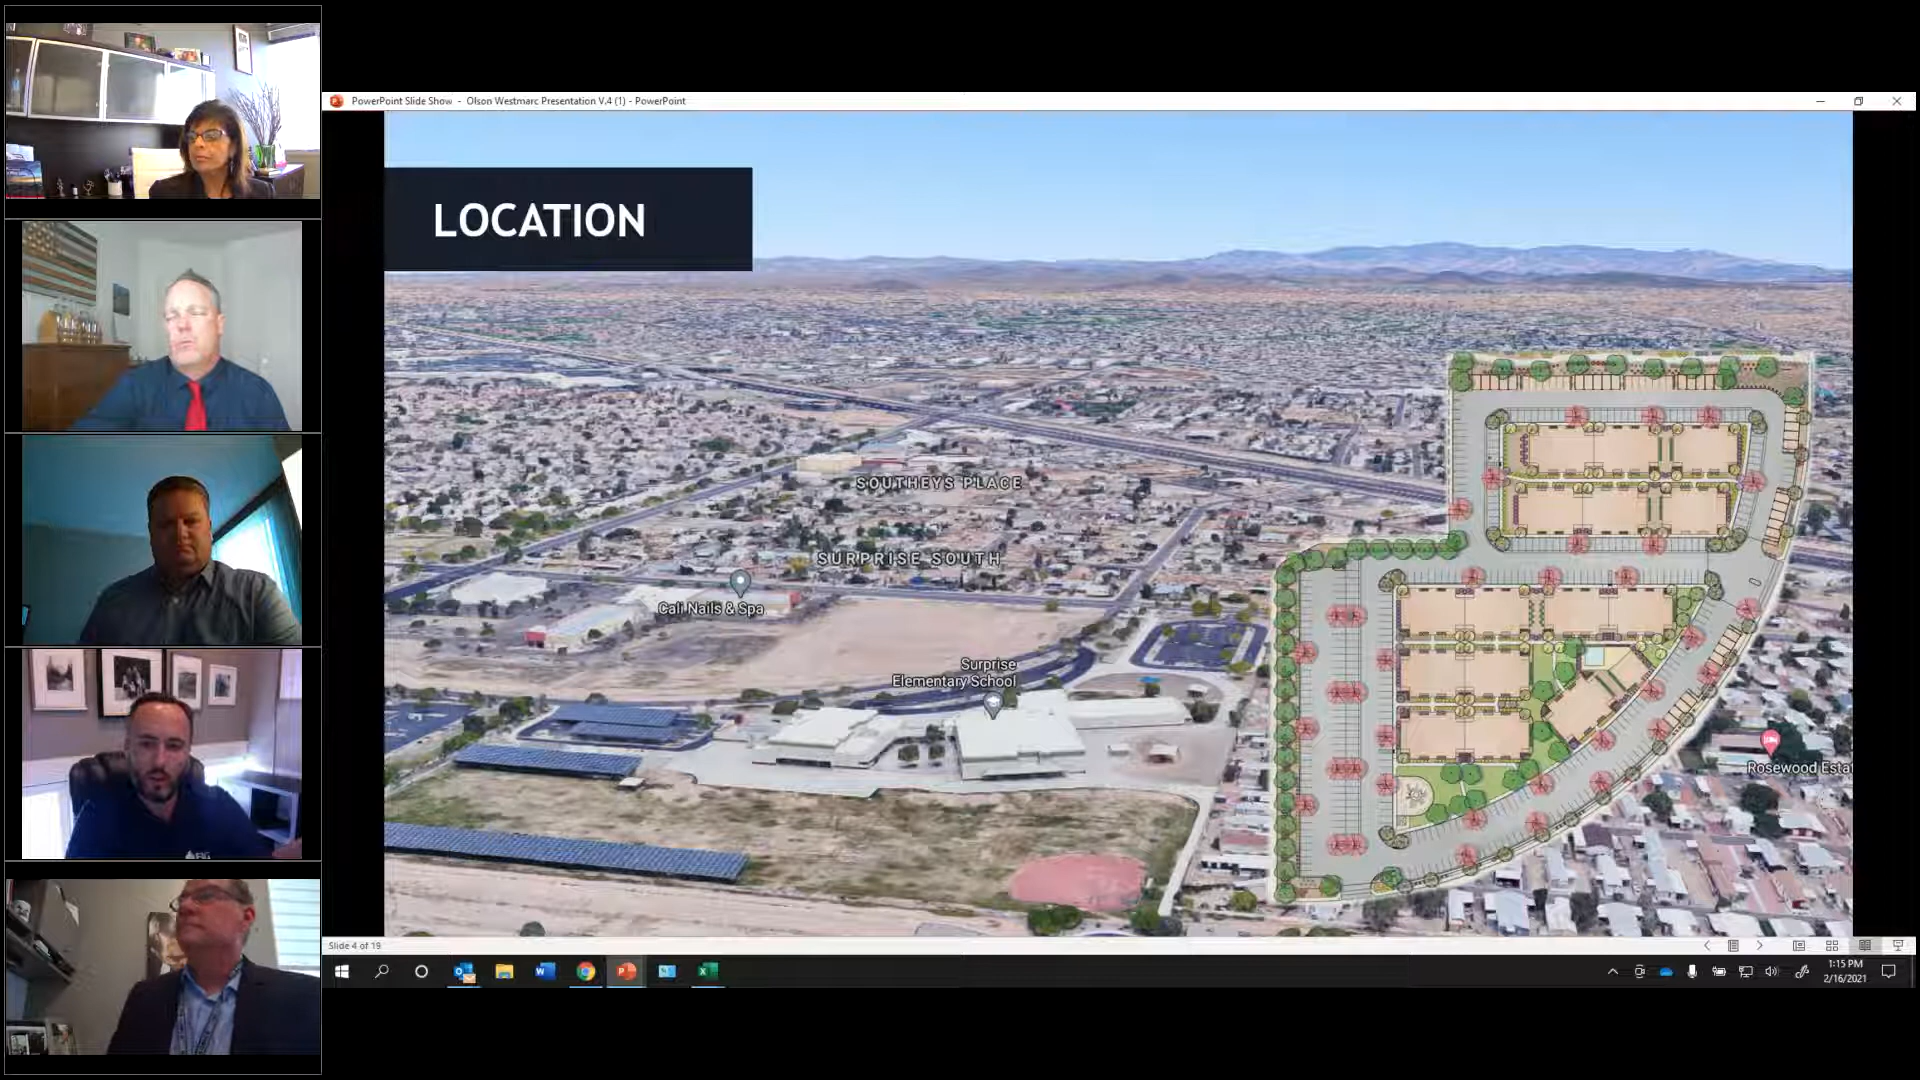 PowerPoint Slide Show - Olson Westmarc Presentation V.4 (1) - PowerPoint
LOCATION
SOUTHEYS PLACE
SURPRISE SOUTH
Cali Nails & Spa
Surprise
Elementary School
Rosewood Esta
Slide 4 of 19
1:15 PM
2/16/2021